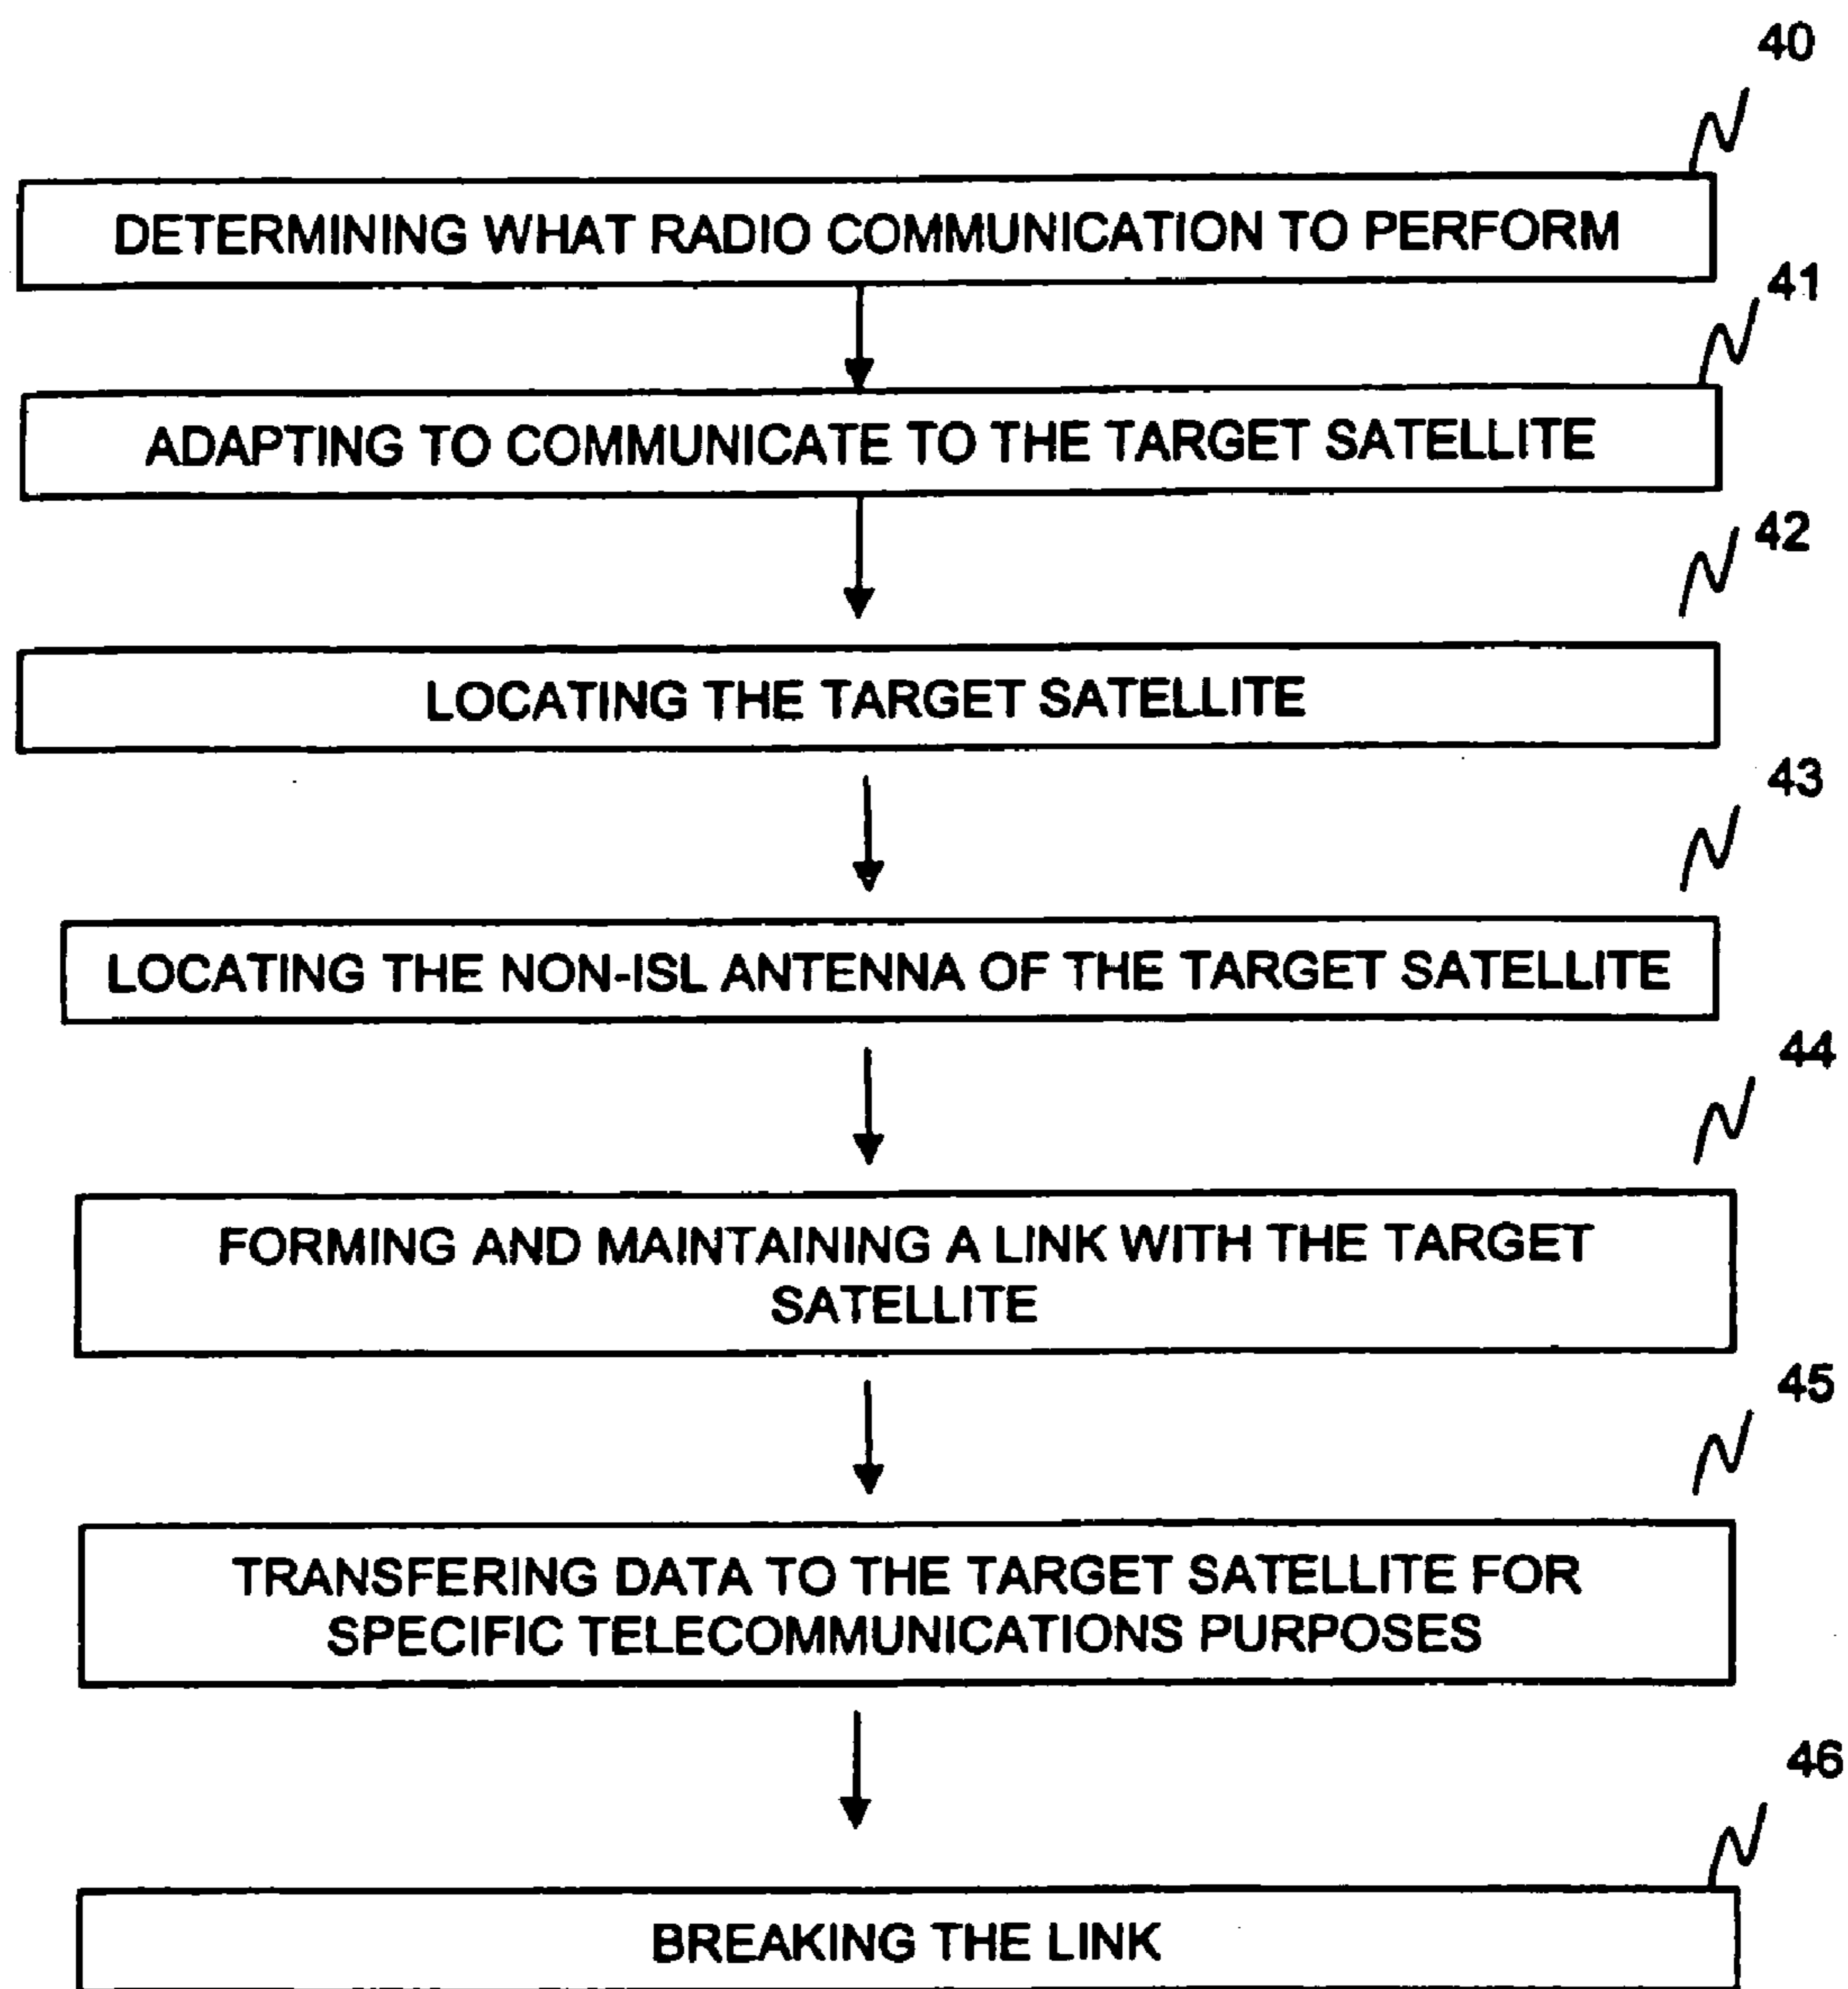 40
DETERMINING WHAT RADIO COMMUNICATION TO PERFORM
41
ADAPTING TO COMMUNICATE TO THE TARGET SATELLITE
42
LOCATING THE TARGET SATELLITE
43
LOCATING THE NON-ISL ANTENNA OF THE TARGET SATELLITE
44
FORMING AND MAINTAINING A LINK WITH THE TARGET
SATELLITE
45
TRANSFERING DATA TO THE TARGET SATELLITE FOR
SPECIFIC TELECOMMUNICATIONS PURPOSES
46
BREAKING THE LINK